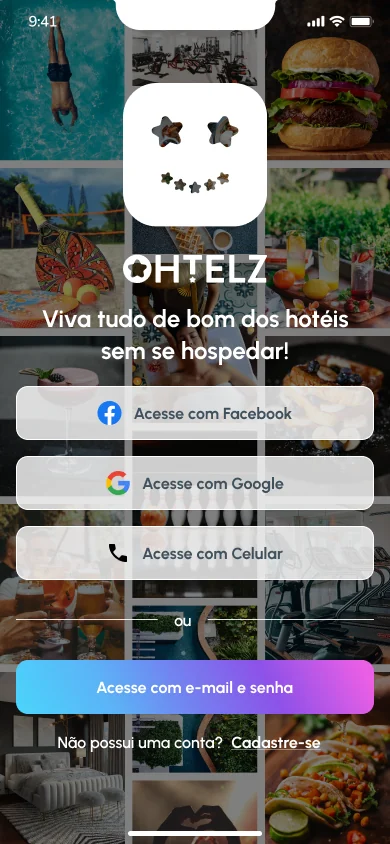 9:41
OHTELZ
Viva tudo de bom dos hotéis
sem se hospedar!
Acesse com Facebook
Acesse com Google
Acesse com Celular
ou
Acesse com e-mail e senha
Não possui uma conta? Cadastre-se